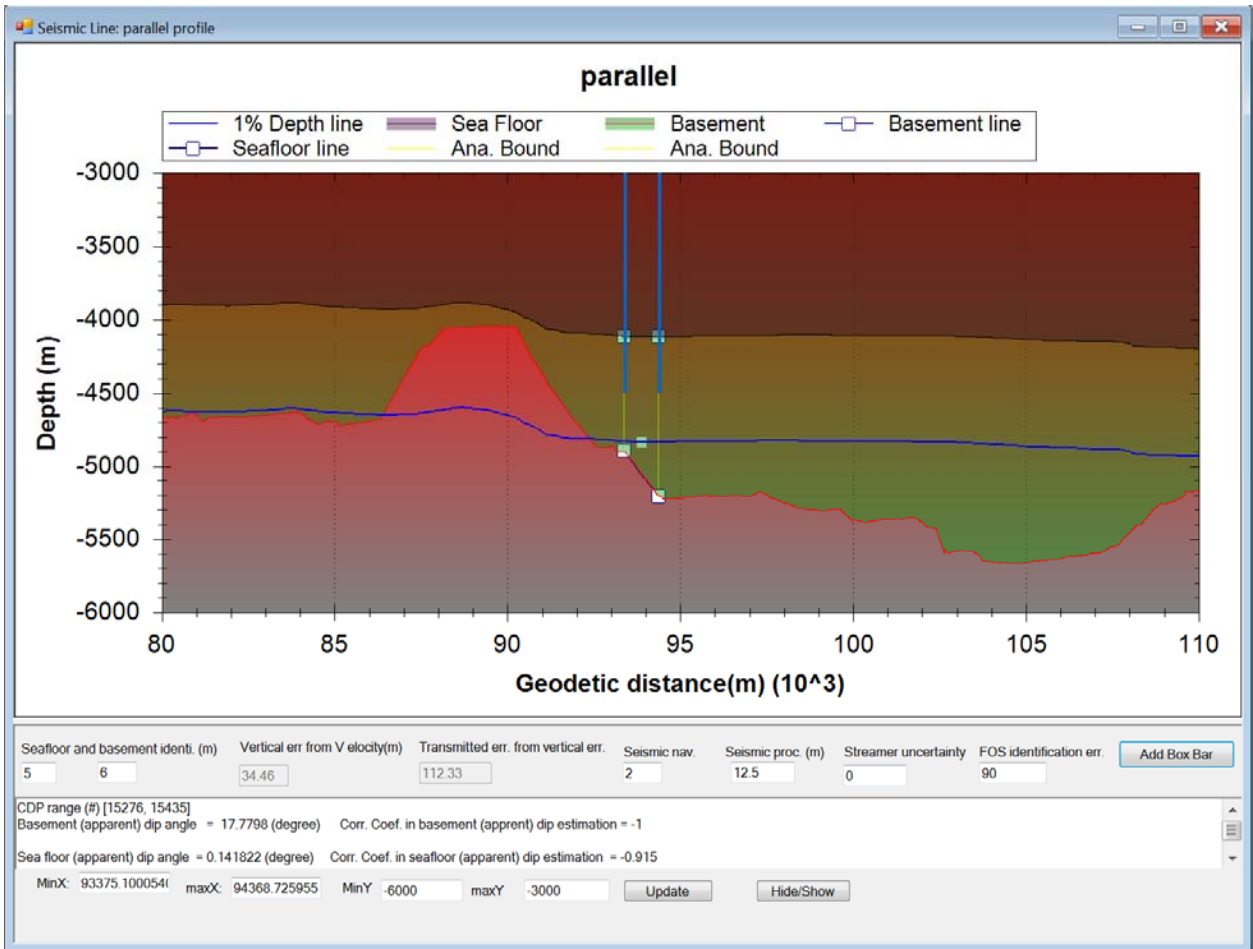 Seismic Line: parallel profile
parallel
1% Depth line Sea Floor Basement Basement line
Seafloor line Ana. Bound Ana. Bound
-3000
-3500
-4000
-4500
-5000
-5500
-6000
Depth (m)
80 85 90 95 100 105 110
Geodetic distance(m) (10^3)
Seafloor and basement identi. (m) Vertical err from V elocity(m) Transmitted err. from vertical err. Seismic nav. Seismic proc. (m) Streamer uncertainty FOS identification err. Add Box Bar
5 6 34.46 112.33 2 12.5 0 90
CDP range (#) [15276, 15435]
Basement (apparent) dip angle = 17.7798 (degree) Corr. Coef. in basement (apprent) dip estimation = -1
Sea floor (apparent) dip angle = 0.141822 (degree) Corr. Coef. in seafloor (apparent) dip estimation = -0.915
MinX: 93375.100054( maxX: 94368.725955 MinY -6000 maxY -3000 Update Hide/Show